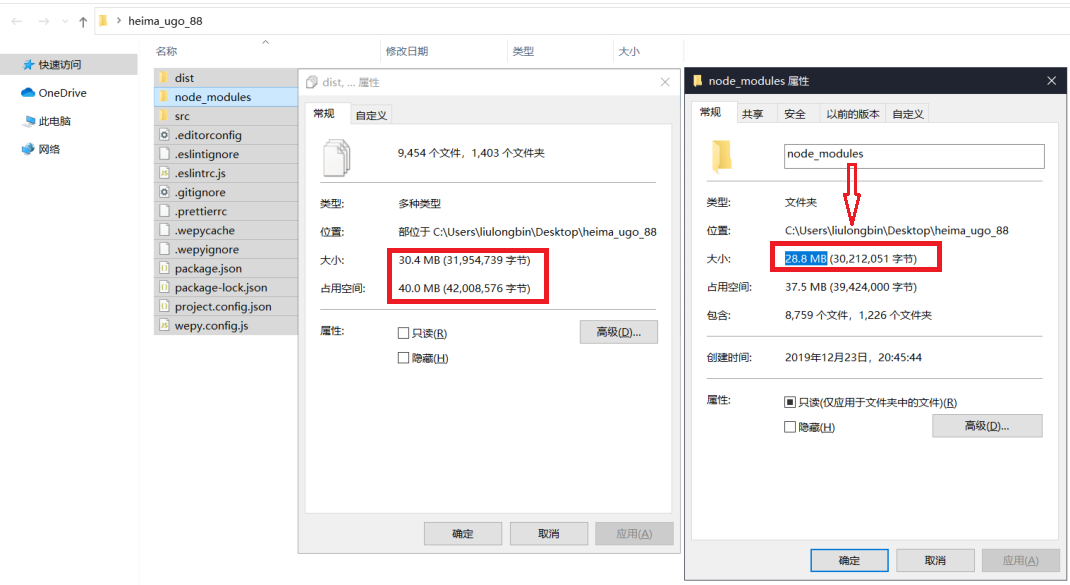 heima_ugo_88
名称
修改日期
类型
大小
快速访问
OneDrive
此电脑
网络
dist
node_modules
src
.editorconfig
.eslintignore
.eslintrc.js
.gitignore
.prettierrc
.wepycache
.wepyignore
package.json
package-lock.json
project.config.json
wepy.config.js
dist, ... 属性
常规 自定义
9,454 个文件，1,403 个文件夹
类型: 多种类型
位置: 部位于 C:\Users\liulongbin\Desktop\heima_ugo_88
大小: 30.4 MB (31,954,739 字节)
占用空间: 40.0 MB (42,008,576 字节)
属性: 只读(R) 高级(D)...
隐藏(H)
确定 取消 应用(A)
node_modules 属性
常规 共享 安全 以前的版本 自定义
node_modules
类型: 文件夹
位置: C:\Users\liulongbin\Desktop\heima_ugo_88
大小: 28.8 MB (30,212,051 字节)
占用空间: 37.5 MB (39,424,000 字节)
包含: 8,759 个文件，1,226 个文件夹
创建时间: 2019年12月23日，20:45:44
属性: 只读(仅应用于文件夹中的文件)(R)
隐藏(H) 高级(D)...
确定 取消 应用(A)